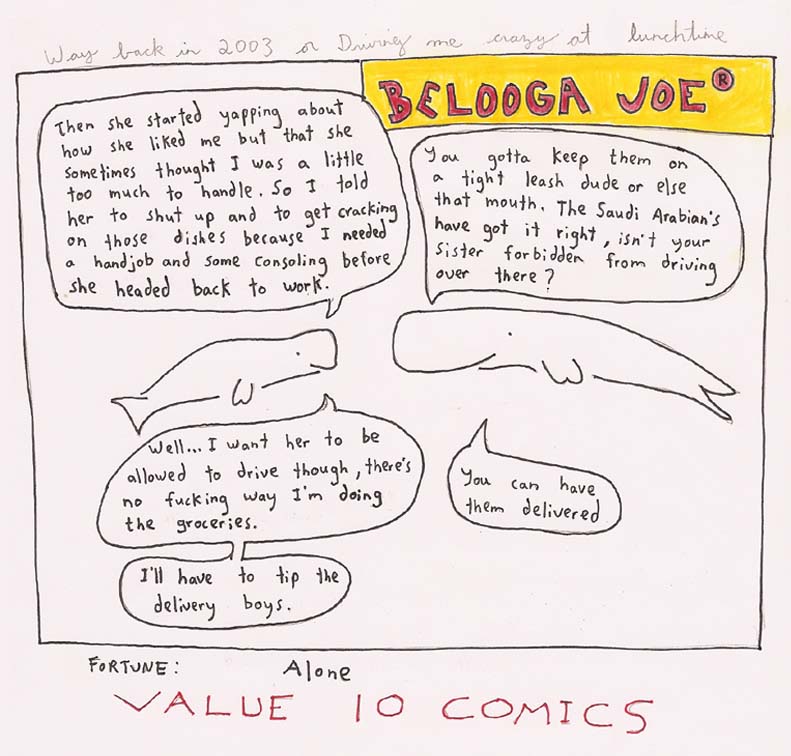 Way back in 2003 or Driving me crazy at lunchtime
BELOOGA JOE®
Then she started yapping about
how she liked me but that she
sometimes thought I was a little
too much to handle. So I told
her to shut up and to get cracking
on those dishes because I needed
a handjob and some consoling before
she headed back to work.
You gotta keep them on
a tight leash dude or else
that mouth. The Saudi Arabian's
have got it right, isn't your
sister forbidden from driving
over there?
Well... I want her to be
allowed to drive though, there's
no fucking way I'm doing
the groceries.
You can have
them delivered
I'll have to tip the
delivery boys.
FORTUNE: Alone
VALUE 10 COMICS